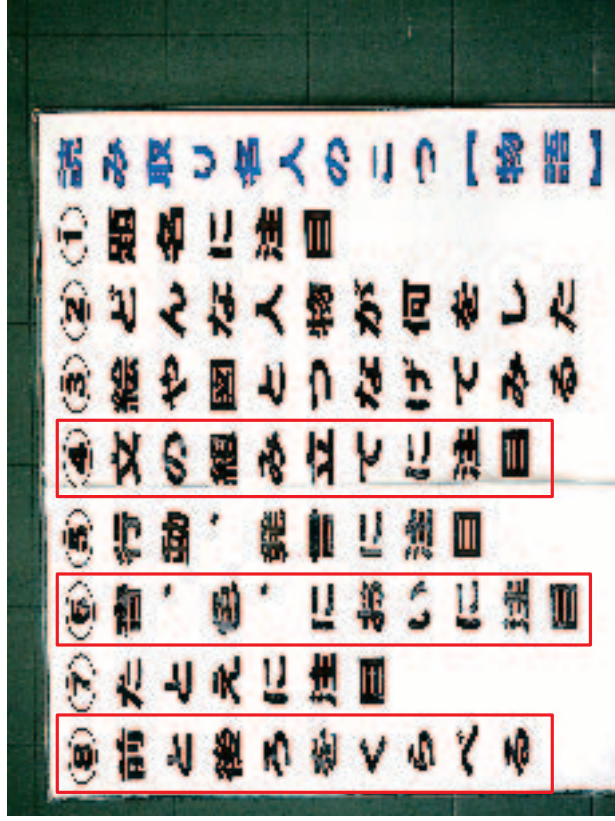 読み取り名人のこつ【物語】
①題名に注目
②どんな人物が何をした
③絵や図とつなげてみる
④文の組み立てに注目
⑤行動、発言に注目
⑥音、色、においに注目
⑦たとえに注目
⑧前と後ろをくらべる